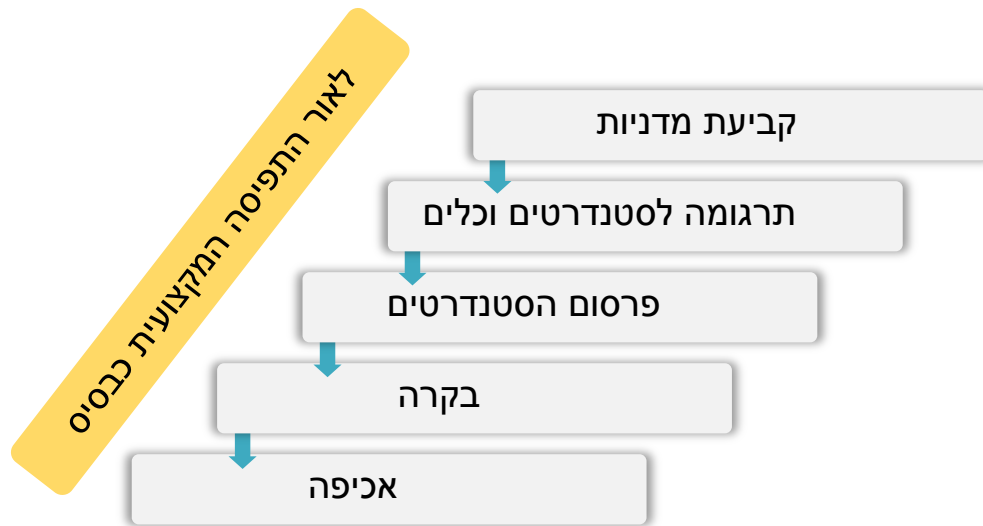 לאור התפיסה המקצועית כבסיס
קביעת מדניות
תרגומה לסטנדרטים וכלים
פרסום הסטנדרטים
בקרה
אכיפה